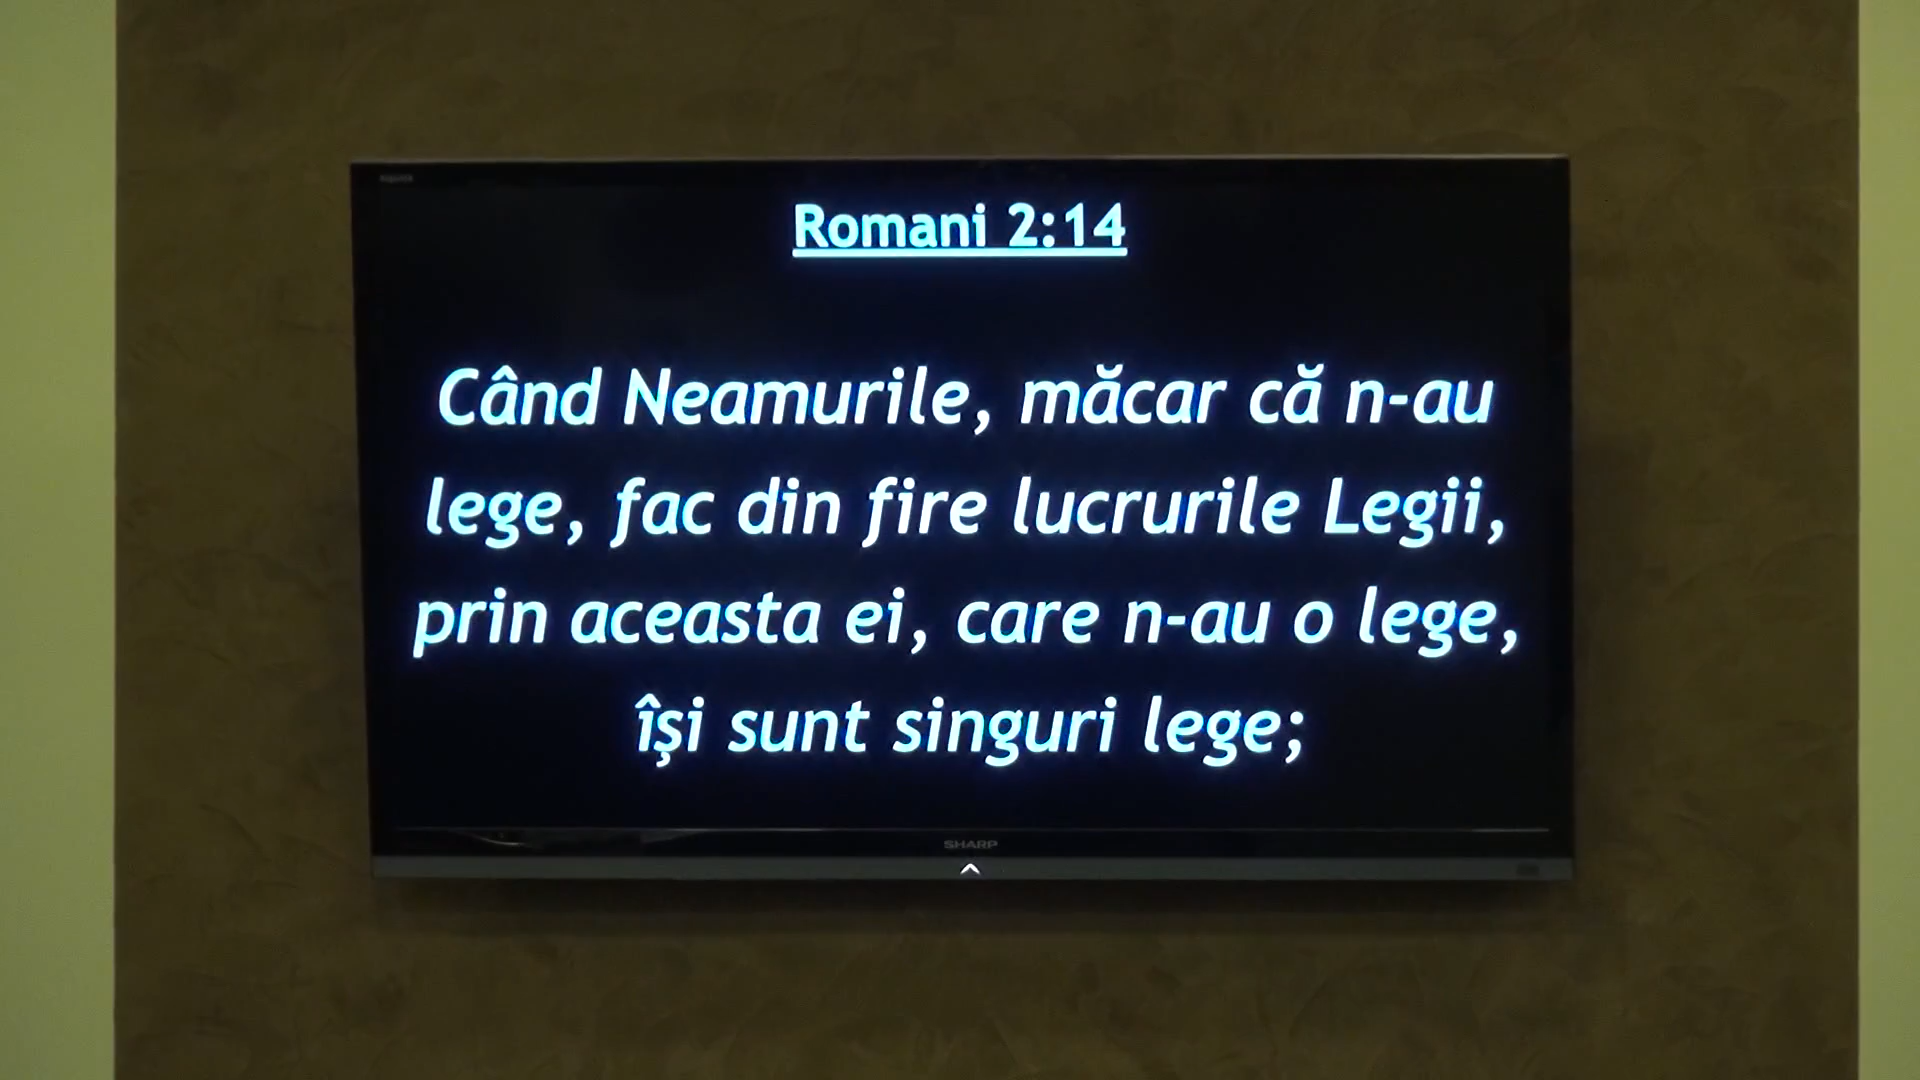 Romani 2:14
Când Neamurile, măcar că n-au
lege, fac din fire lucrurile Legii,
prin aceasta ei, care n-au o lege,
își sunt singuri lege;
SHARP